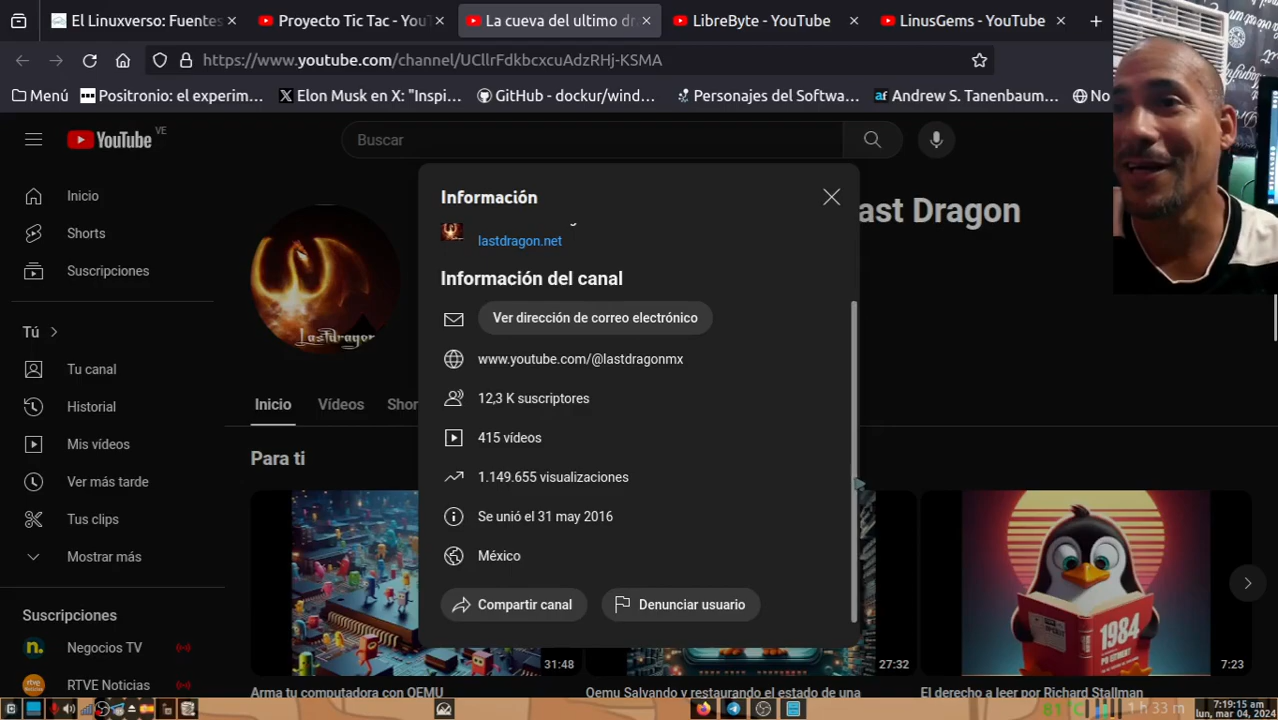 El Linuxverso: Fuentes
Proyecto Tic Tac - YouT
La cueva del ultimo dr
LibreByte - YouTube
LinusGems - YouTube
https://www.youtube.com/channel/UCllrFdkbcxcuAdzRHj-KSMA
Menú
Positronio: el experim...
Elon Musk en X: "Inspi...
GitHub - dockur/wind...
Personajes del Softwa...
Andrew S. Tanenbaum...
No
YouTube VE
Buscar
Inicio
Shorts
Suscripciones
Tú
Tu canal
Historial
Mis vídeos
Ver más tarde
Tus clips
Mostrar más
Suscripciones
Negocios TV
RTVE Noticias
Lastdragon
ast Dragon
Inicio
Vídeos
Shor
Para ti
Información
lastdragon.net
Información del canal
Ver dirección de correo electrónico
www.youtube.com/@lastdragonmx
12,3 K suscriptores
415 vídeos
1.149.655 visualizaciones
Se unió el 31 may 2016
México
Compartir canal
Denunciar usuario
31:48
27:32
1984
7:23
Arma tu computadora con QEMU
Qemu Salvando y restaurando el estado de una
El derecho a leer por Richard Stallman
81°C
1 h 33 m
7:19:15 am
lun, mar 04, 2024